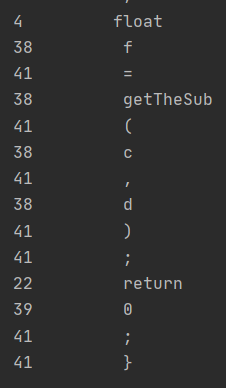 4 float
38 f
41 =
38 getTheSub
41 (
38 c
41 ,
38 d
41 )
41 ;
22 return
39 0
41 ;
41 }